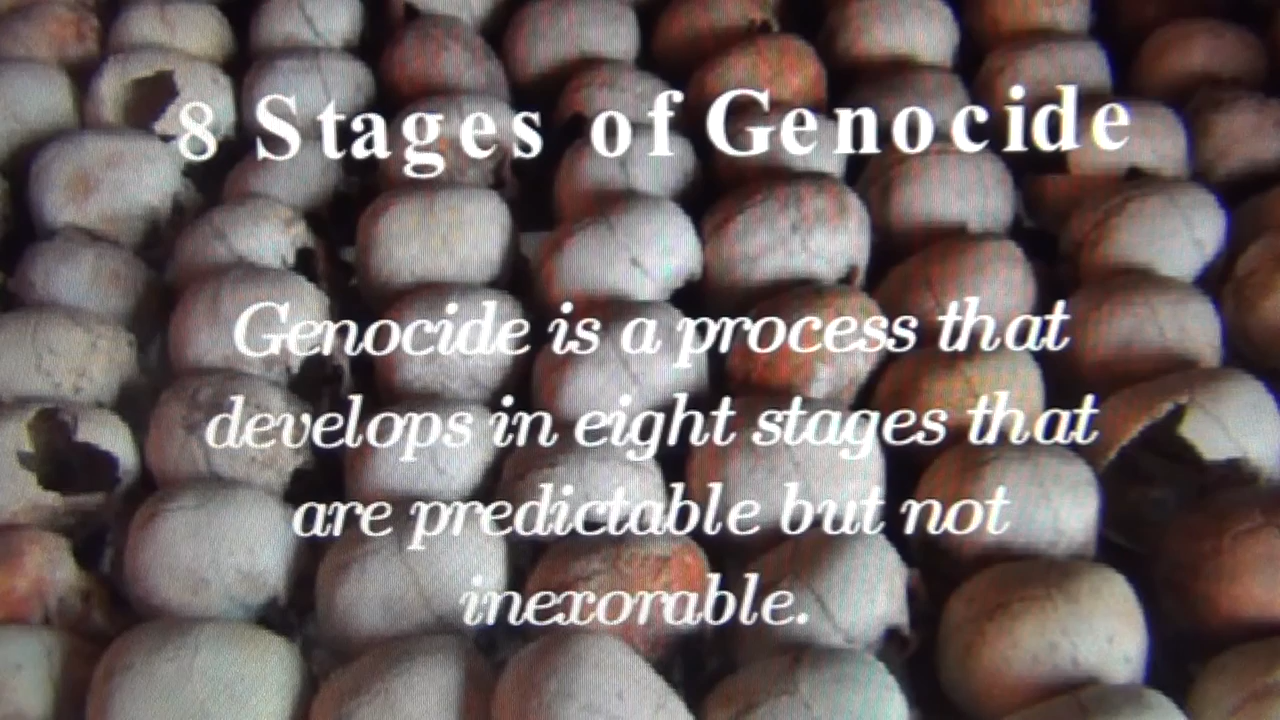 8 Stages of Genocide
Genocide is a process that
develops in eight stages that
are predictable but not
inexorable.